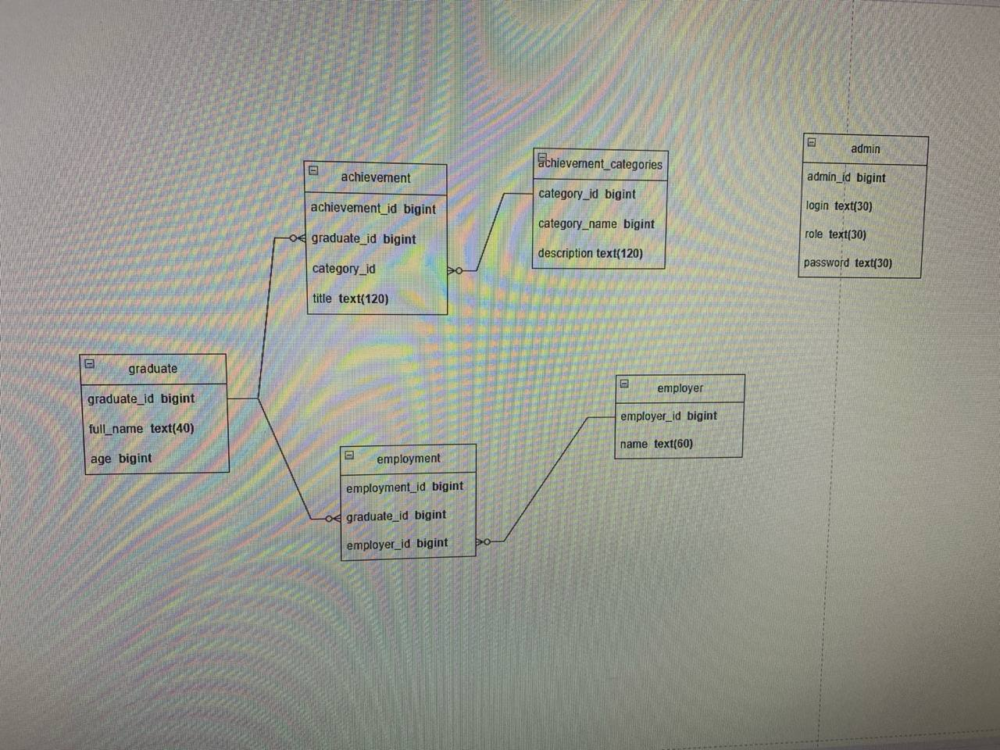 achievement
achievement_id bigint
graduate_id bigint
category_id
title text(120)
achievement_categories
category_id bigint
category_name bigint
description text(120)
admin
admin_id bigint
login text(30)
role text(30)
password text(30)
graduate
graduate_id bigint
full_name text(40)
age bigint
employment
employment_id bigint
graduate_id bigint
employer_id bigint
employer
employer_id bigint
name text(60)